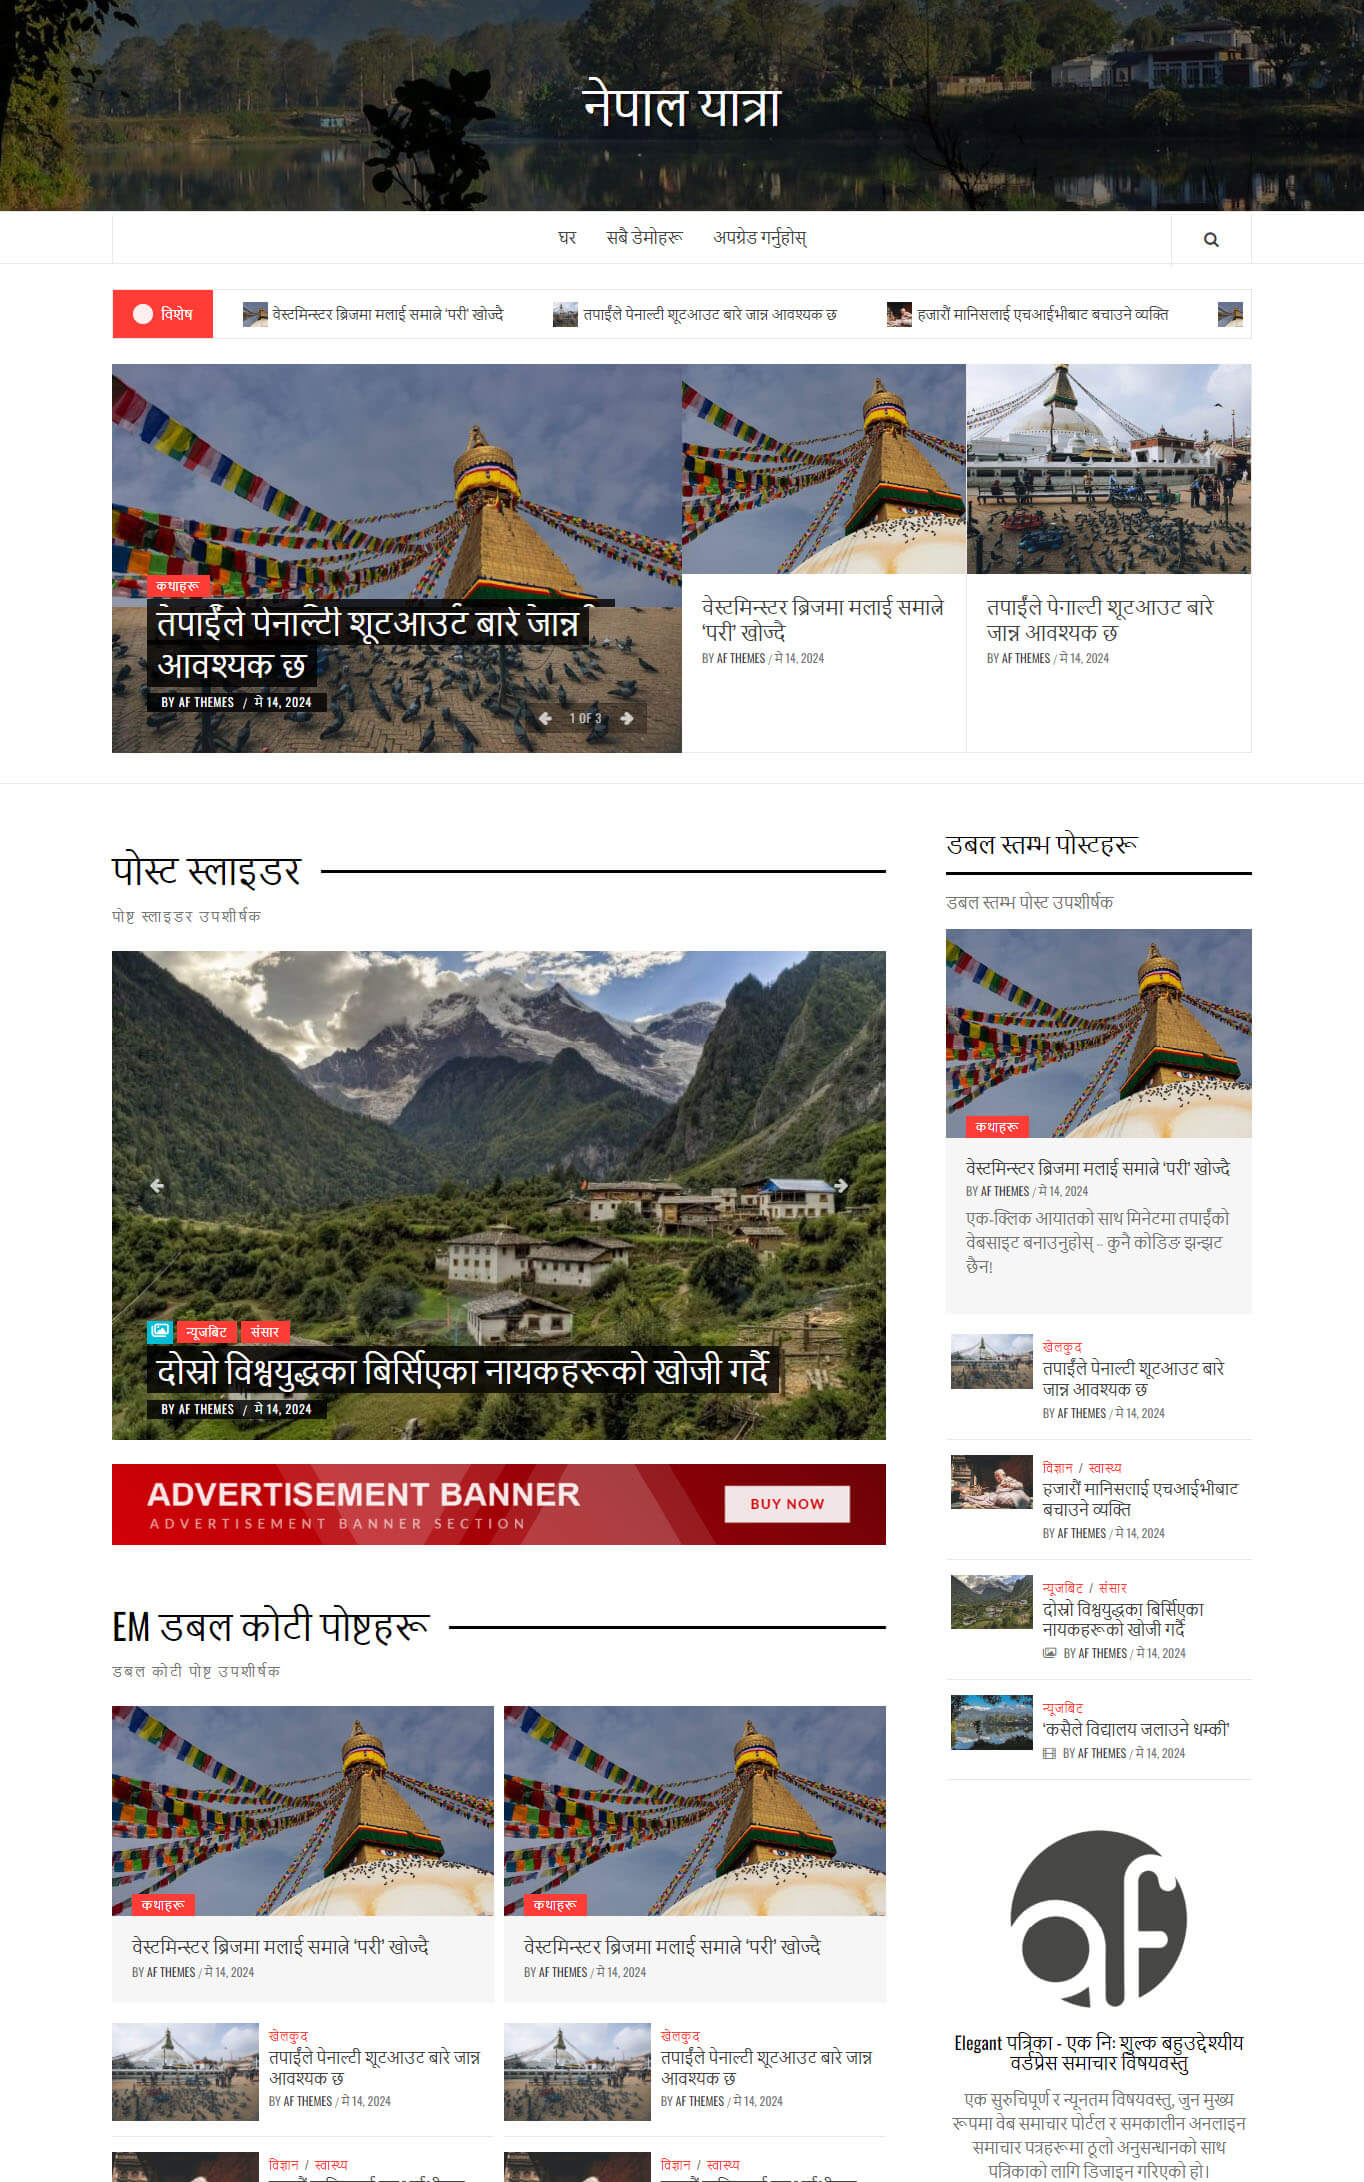 नेपाल यात्रा
घर सबै डेमोहरू अपग्रेड गर्नुहोस्
विशेष
वेस्टमिन्स्टर ब्रिजमा मलाई समात्ने 'परी' खोज्दै
तपाईंले पेनाल्टी शूटआउट बारे जान्न आवश्यक छ
हजारौं मानिसलाई एचआईभीबाट बचाउने व्यक्ति
कथाहरू
तपाईंले पेनाल्टी शूटआउट बारे जान्न
आवश्यक छ
BY AF THEMES / मे 14, 2024
1 OF 3
वेस्टमिन्स्टर ब्रिजमा मलाई समात्ने
'परी' खोज्दै
BY AF THEMES / मे 14, 2024
तपाईंले पेनाल्टी शूटआउट बारे
जान्न आवश्यक छ
BY AF THEMES / मे 14, 2024
पोस्ट स्लाइडर
पोष्ट स्लाइडर उपशीर्षक
न्यूजबिट संसार
दोस्रो विश्वयुद्धका बिर्सिएका नायकहरूको खोजी गर्दै
BY AF THEMES / मे 14, 2024
ADVERTISEMENT BANNER
ADVERTISEMENT BANNER SECTION
BUY NOW
EM डबल कोटी पोष्टहरू
डबल कोटी पोष्ट उपशीर्षक
कथाहरू
वेस्टमिन्स्टर ब्रिजमा मलाई समात्ने 'परी' खोज्दै
BY AF THEMES / मे 14, 2024
खेलकुद
तपाईंले पेनाल्टी शूटआउट बारे जान्न
आवश्यक छ
BY AF THEMES / मे 14, 2024
विज्ञान / स्वास्थ्य
कथाहरू
वेस्टमिन्स्टर ब्रिजमा मलाई समात्ने 'परी' खोज्दै
BY AF THEMES / मे 14, 2024
खेलकुद
तपाईंले पेनाल्टी शूटआउट बारे जान्न
आवश्यक छ
BY AF THEMES / मे 14, 2024
विज्ञान / स्वास्थ्य
डबल स्तम्भ पोस्टहरू
डबल स्तम्भ पोस्ट उपशीर्षक
कथाहरू
वेस्टमिन्स्टर ब्रिजमा मलाई समात्ने 'परी' खोज्दै
BY AF THEMES / मे 14, 2024
एक-क्लिक आयातको साथ मिनेटमा तपाईंको
वेबसाइट बनाउनुहोस् – कुनै कोडिङ झन्झट
छैन!
खेलकुद
तपाईंले पेनाल्टी शूटआउट बारे
जान्न आवश्यक छ
BY AF THEMES / मे 14, 2024
विज्ञान / स्वास्थ्य
हजारौं मानिसलाई एचआईभीबाट
बचाउने व्यक्ति
BY AF THEMES / मे 14, 2024
न्यूजबिट / संसार
दोस्रो विश्वयुद्धका बिर्सिएका
नायकहरूको खोजी गर्दै
BY AF THEMES / मे 14, 2024
न्यूजबिट
'कसैले विद्यालय जलाउने धम्की'
BY AF THEMES / मे 14, 2024
af
Elegant पत्रिका - एक निः शुल्क बहुउद्देश्यीय
वर्डप्रेस समाचार विषयवस्तु
एक सुरुचिपूर्ण र न्यूनतम विषयवस्तु, जुन मुख्य
रूपमा वेब समाचार पोर्टल र समकालीन अनलाइन
समाचार पत्रहरूमा ठूलो अनुसन्धानको साथ
पत्रिकाको लागि डिजाइन गरिएको हो।